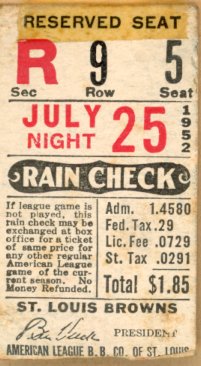 RESERVED SEAT
R 9 5
Sec Row Seat
JULY 25 1952
NIGHT
RAIN CHECK
If league game is
not played, this
rain check may be
exchanged at box
office for a ticket
of same price for
any other regular
American League
game of the cur-
rent season. No
Money Refunded.
Adm. 1.4580
Fed. Tax .29
Lic. Fee .0729
St. Tax .0291
Total $1.85
ST. LOUIS BROWNS
Bill Veeck PRESIDENT
AMERICAN LEAGUE B. B. CO. OF ST. LOUIS